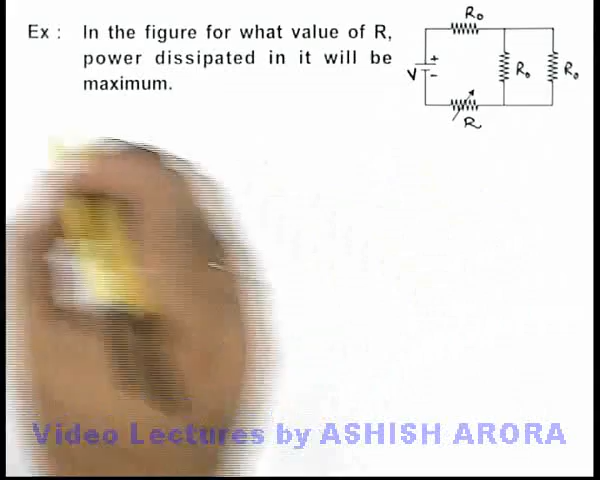 Ex : In the figure for what value of R,
power dissipated in it will be
maximum.
R₀
V
+
−
R₀
R₀
R
Video Lectures by ASHISH ARORA